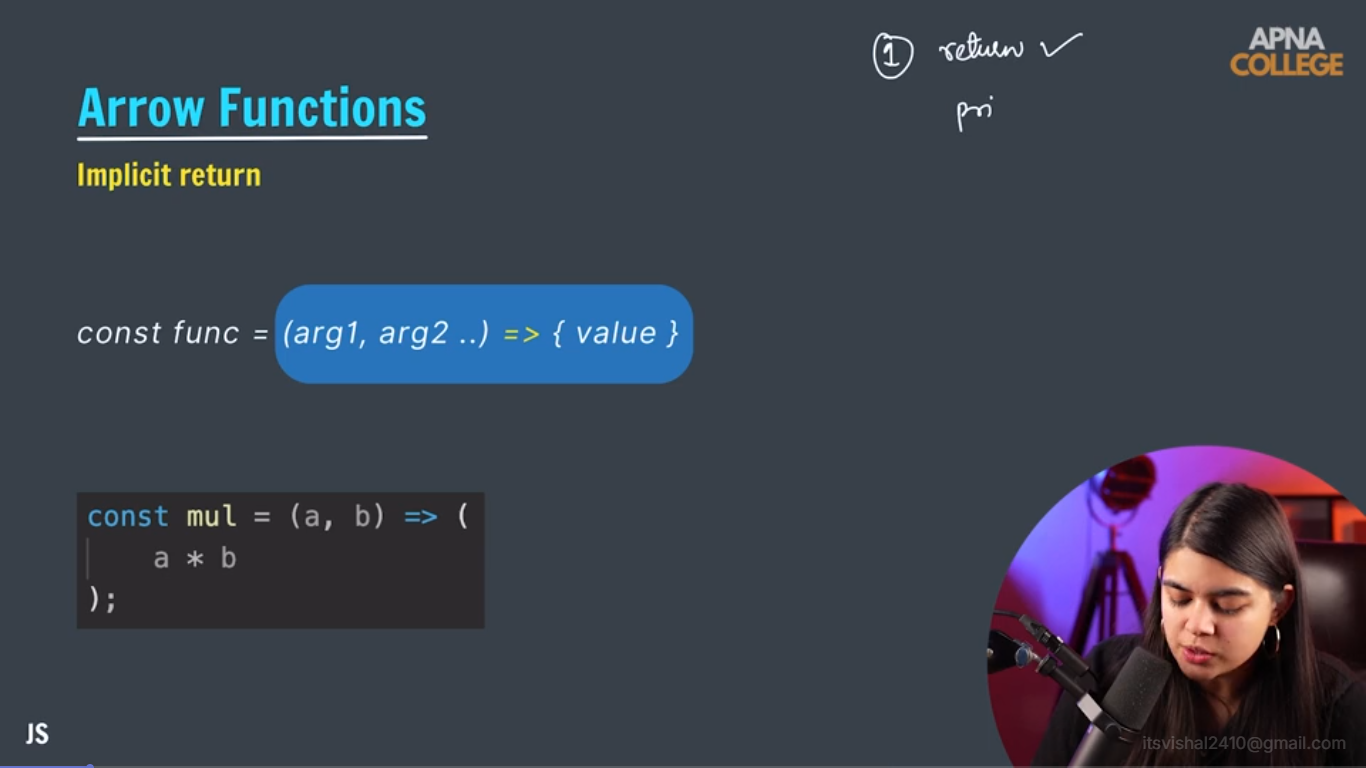 ① return ✓
pri
APNA
COLLEGE
Arrow Functions
Implicit return
const func = (arg1, arg2 ..) => { value }
const mul = (a, b) => (
    a * b
);
JS
itsvishal2410@gmail.com